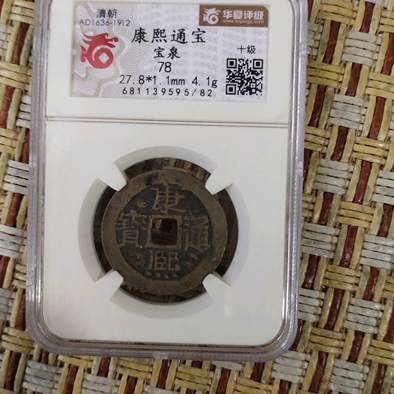 清朝
AD1636-1912
华夏评级
康熙通宝
宝泉
十级
78
27.8*1.1mm 4.1g
681139595/82
康熙通寶